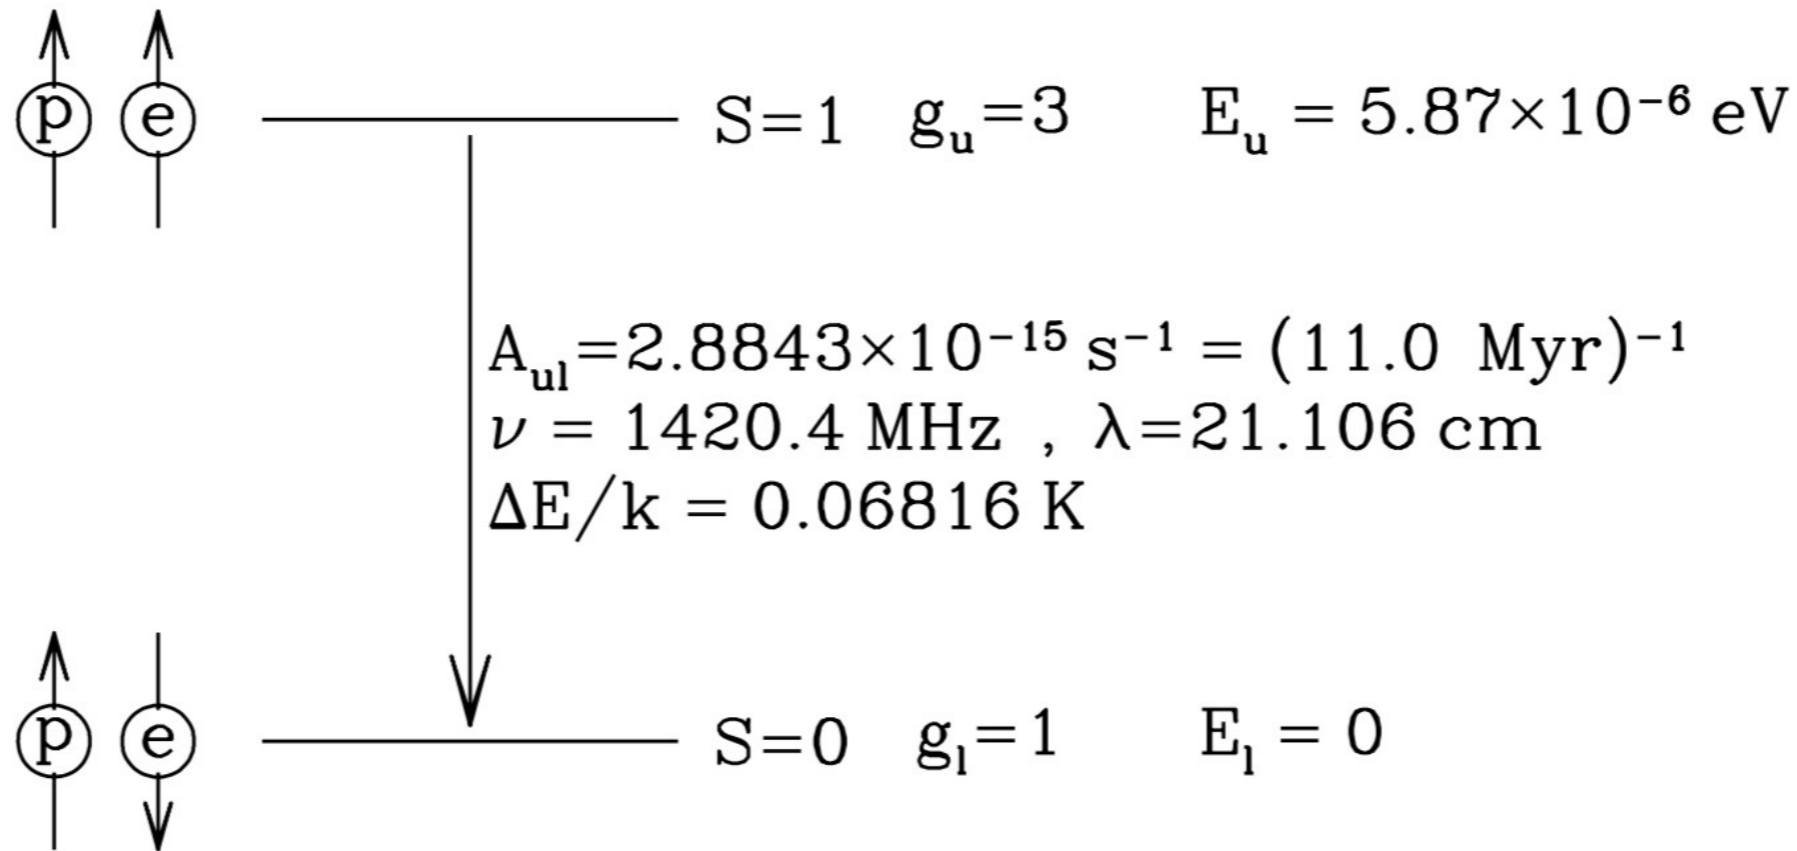 p e S=1 g_u=3 E_u = 5.87×10⁻⁶ eV
A_ul=2.8843×10⁻¹⁵ s⁻¹ = (11.0 Myr)⁻¹
ν = 1420.4 MHz , λ=21.106 cm
ΔE/k = 0.06816 K
p e S=0 g_l=1 E_l = 0